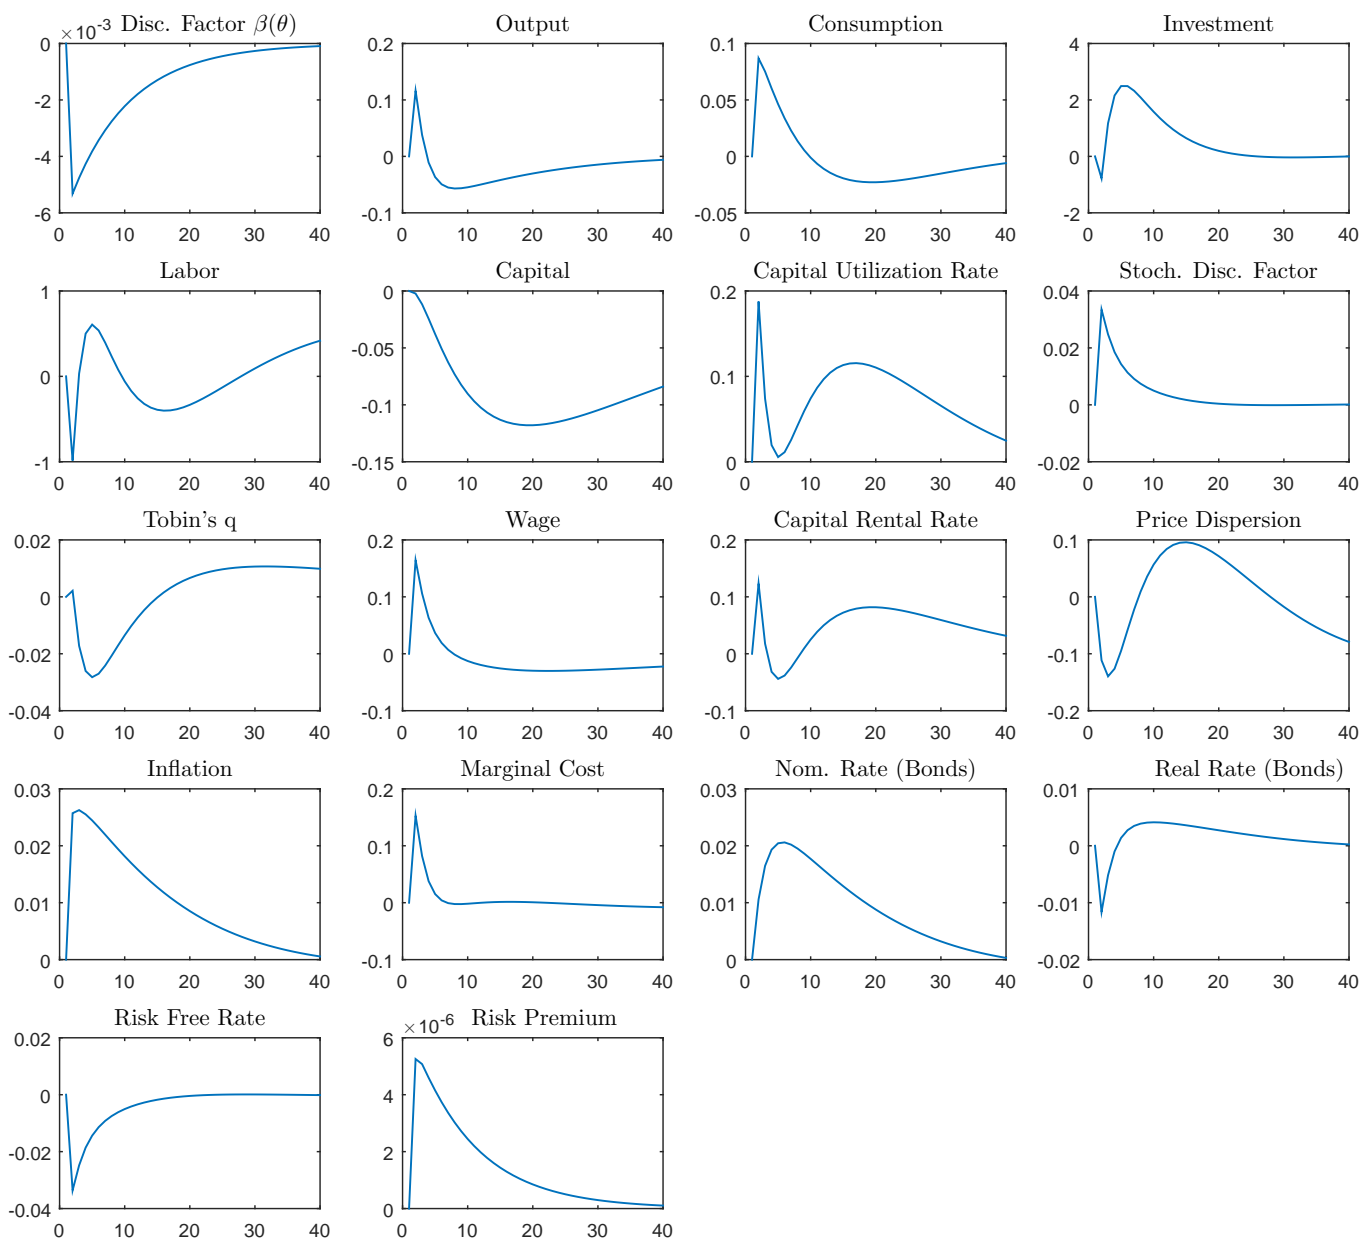 ×10-3 Disc. Factor β(θ)
0
-2
-4
-6
0 10 20 30 40
Output
0.2
0.1
0
-0.1
0 10 20 30 40
Consumption
0.1
0.05
0
-0.05
0 10 20 30 40
Investment
4
2
0
-2
0 10 20 30 40
Labor
1
0
-1
0 10 20 30 40
Capital
0
-0.05
-0.1
-0.15
0 10 20 30 40
Capital Utilization Rate
0.2
0.1
0
0 10 20 30 40
Stoch. Disc. Factor
0.04
0.02
0
-0.02
0 10 20 30 40
Tobin's q
0.02
0
-0.02
-0.04
0 10 20 30 40
Wage
0.2
0.1
0
-0.1
0 10 20 30 40
Capital Rental Rate
0.2
0.1
0
-0.1
0 10 20 30 40
Price Dispersion
0.1
0
-0.1
-0.2
0 10 20 30 40
Inflation
0.03
0.02
0.01
0
0 10 20 30 40
Marginal Cost
0.2
0.1
0
-0.1
0 10 20 30 40
Nom. Rate (Bonds)
0.03
0.02
0.01
0
0 10 20 30 40
Real Rate (Bonds)
0.01
0
-0.01
-0.02
0 10 20 30 40
Risk Free Rate
0.02
0
-0.02
-0.04
0 10 20 30 40
×10-6 Risk Premium
6
4
2
0
0 10 20 30 40